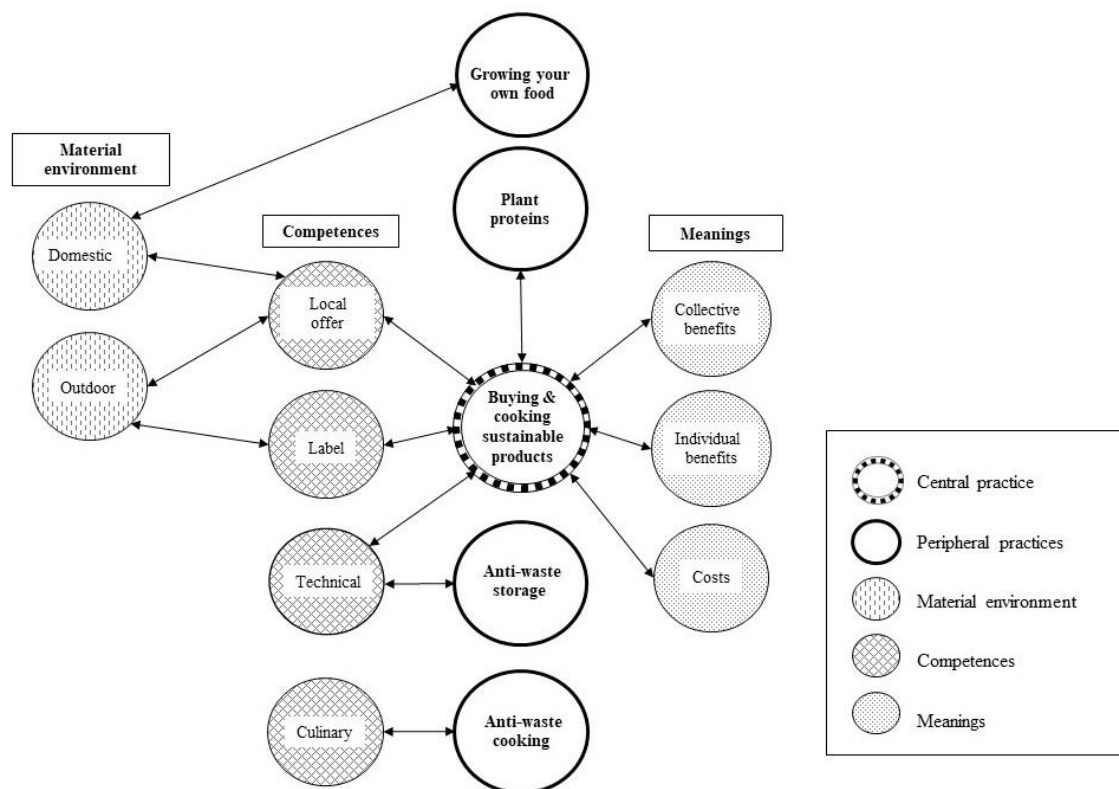 Growing your
own food
Material
environment
Plant
proteins
Competences
Meanings
Domestic
Local
offer
Collective
benefits
Outdoor
Buying &
cooking
sustainable
products
Label
Individual
benefits
Technical
Anti-waste
storage
Costs
Culinary
Anti-waste
cooking
Central practice
Peripheral practices
Material environment
Competences
Meanings